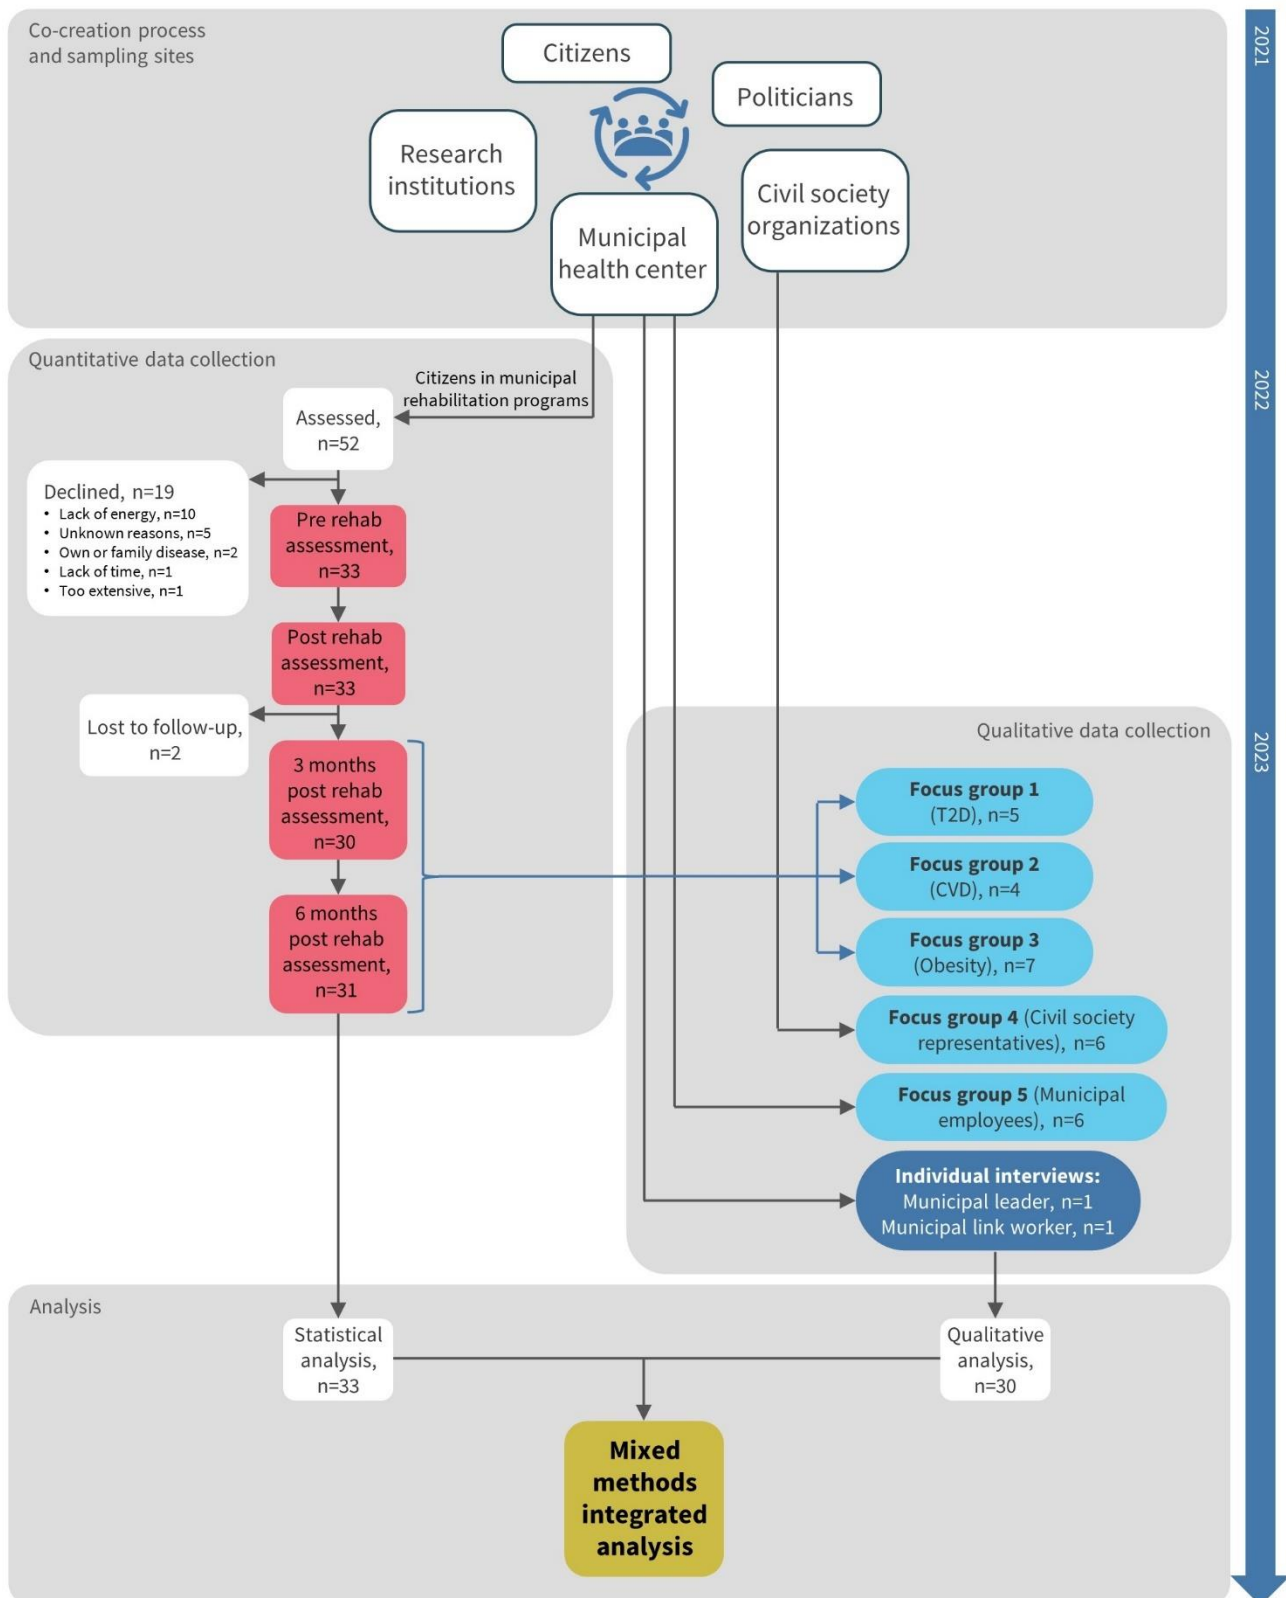 Co-creation process
and sampling sites
Citizens
Politicians
Research
institutions
Civil society
organizations
Municipal
health center
2021
Quantitative data collection
Citizens in municipal
rehabilitation programs
2022
Assessed,
n=52
Declined, n=19
• Lack of energy, n=10
• Unknown reasons, n=5
• Own or family disease, n=2
• Lack of time, n=1
• Too extensive, n=1
Pre rehab
assessment,
n=33
Post rehab
assessment,
n=33
Lost to follow-up,
n=2
3 months
post rehab
assessment,
n=30
6 months
post rehab
assessment,
n=31
Qualitative data collection
2023
Focus group 1
(T2D), n=5
Focus group 2
(CVD), n=4
Focus group 3
(Obesity), n=7
Focus group 4 (Civil society
representatives), n=6
Focus group 5 (Municipal
employees), n=6
Individual interviews:
Municipal leader, n=1
Municipal link worker, n=1
Analysis
Statistical
analysis,
n=33
Qualitative
analysis,
n=30
Mixed
methods
integrated
analysis